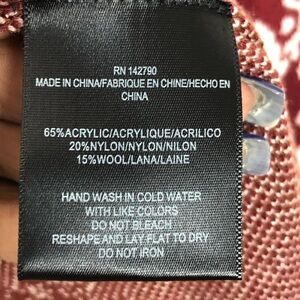 RN 142790
MADE IN CHINA/FABRIQUE EN CHINE/HECHO EN
CHINA
65%ACRYLIC/ACRYLIQUE/ACRILICO
20%NYLON/NYLON/NILON
15%WOOL/LANA/LAINE
HAND WASH IN COLD WATER
WITH LIKE COLORS
DO NOT BLEACH
RESHAPE AND LAY FLAT TO DRY
DO NOT IRON